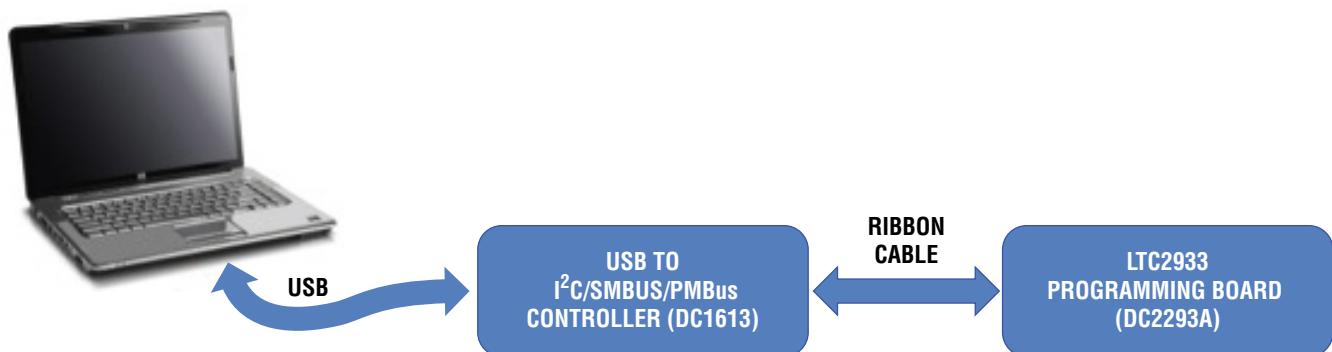 USB
USB TO
I²C/SMBUS/PMBus
CONTROLLER (DC1613)
RIBBON
CABLE
LTC2933
PROGRAMMING BOARD
(DC2293A)